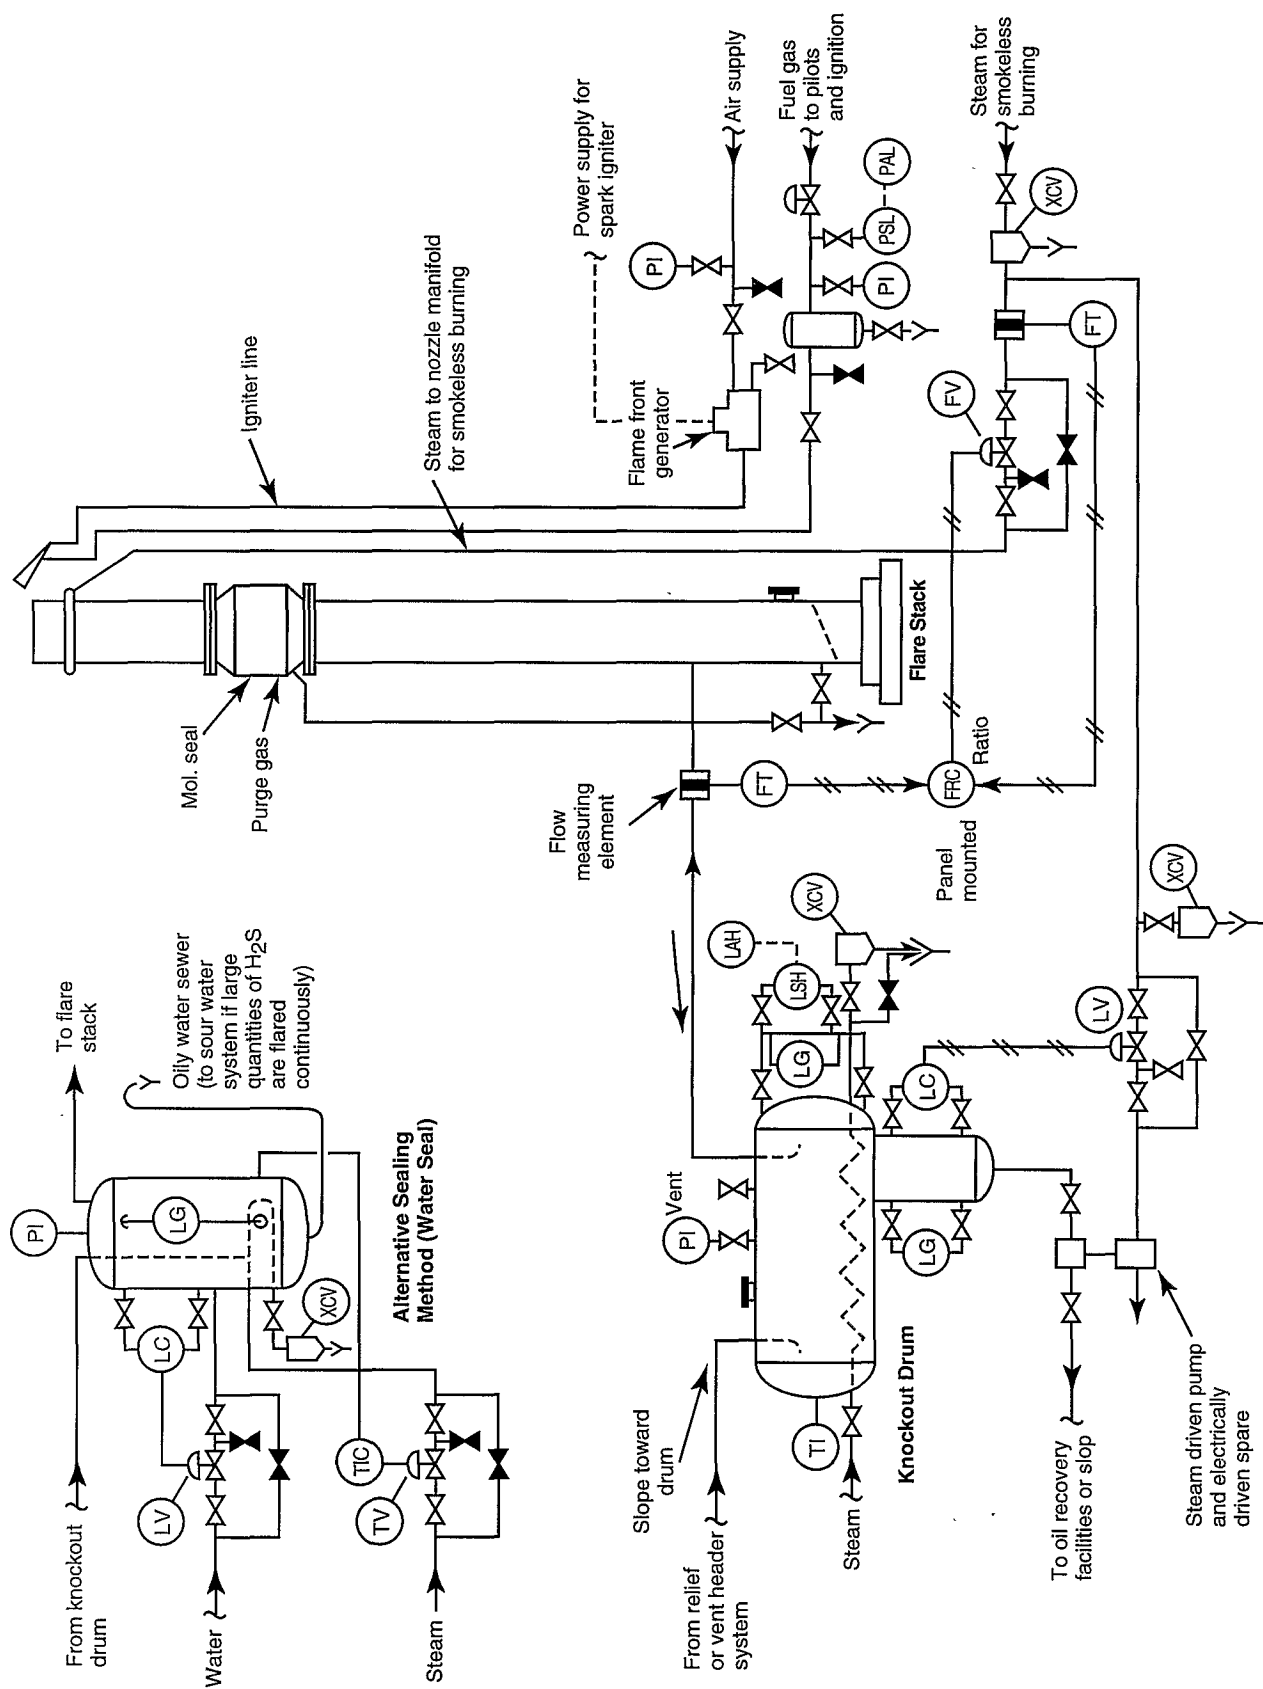 From knockout
drum
Water
Steam
LV
LC
TV
TIC
XCV
PI
LG
To flare
stack
Oily water sewer
(to sour water
system if large
quantities of H2S
are flared
continuously)
Alternative Sealing
Method (Water Seal)
Mol. seal
Purge gas
Igniter line
Steam to nozzle manifold
for smokeless burning
Flare Stack
Power supply for
spark igniter
Flame front
generator
Air supply
PI
Fuel gas
to pilots
and ignition
PI
PSL
PAL
Steam for
smokeless
burning
XCV
FT
FV
Flow
measuring
element
FT
FRC
Ratio
Panel
mounted
From relief
or vent header
system
Slope toward
drum
Steam
TI
PI
Vent
Knockout Drum
LG
LSH
LAH
XCV
LG
LC
LV
XCV
To oil recovery
facilities or slop
Steam driven pump
and electrically
driven spare